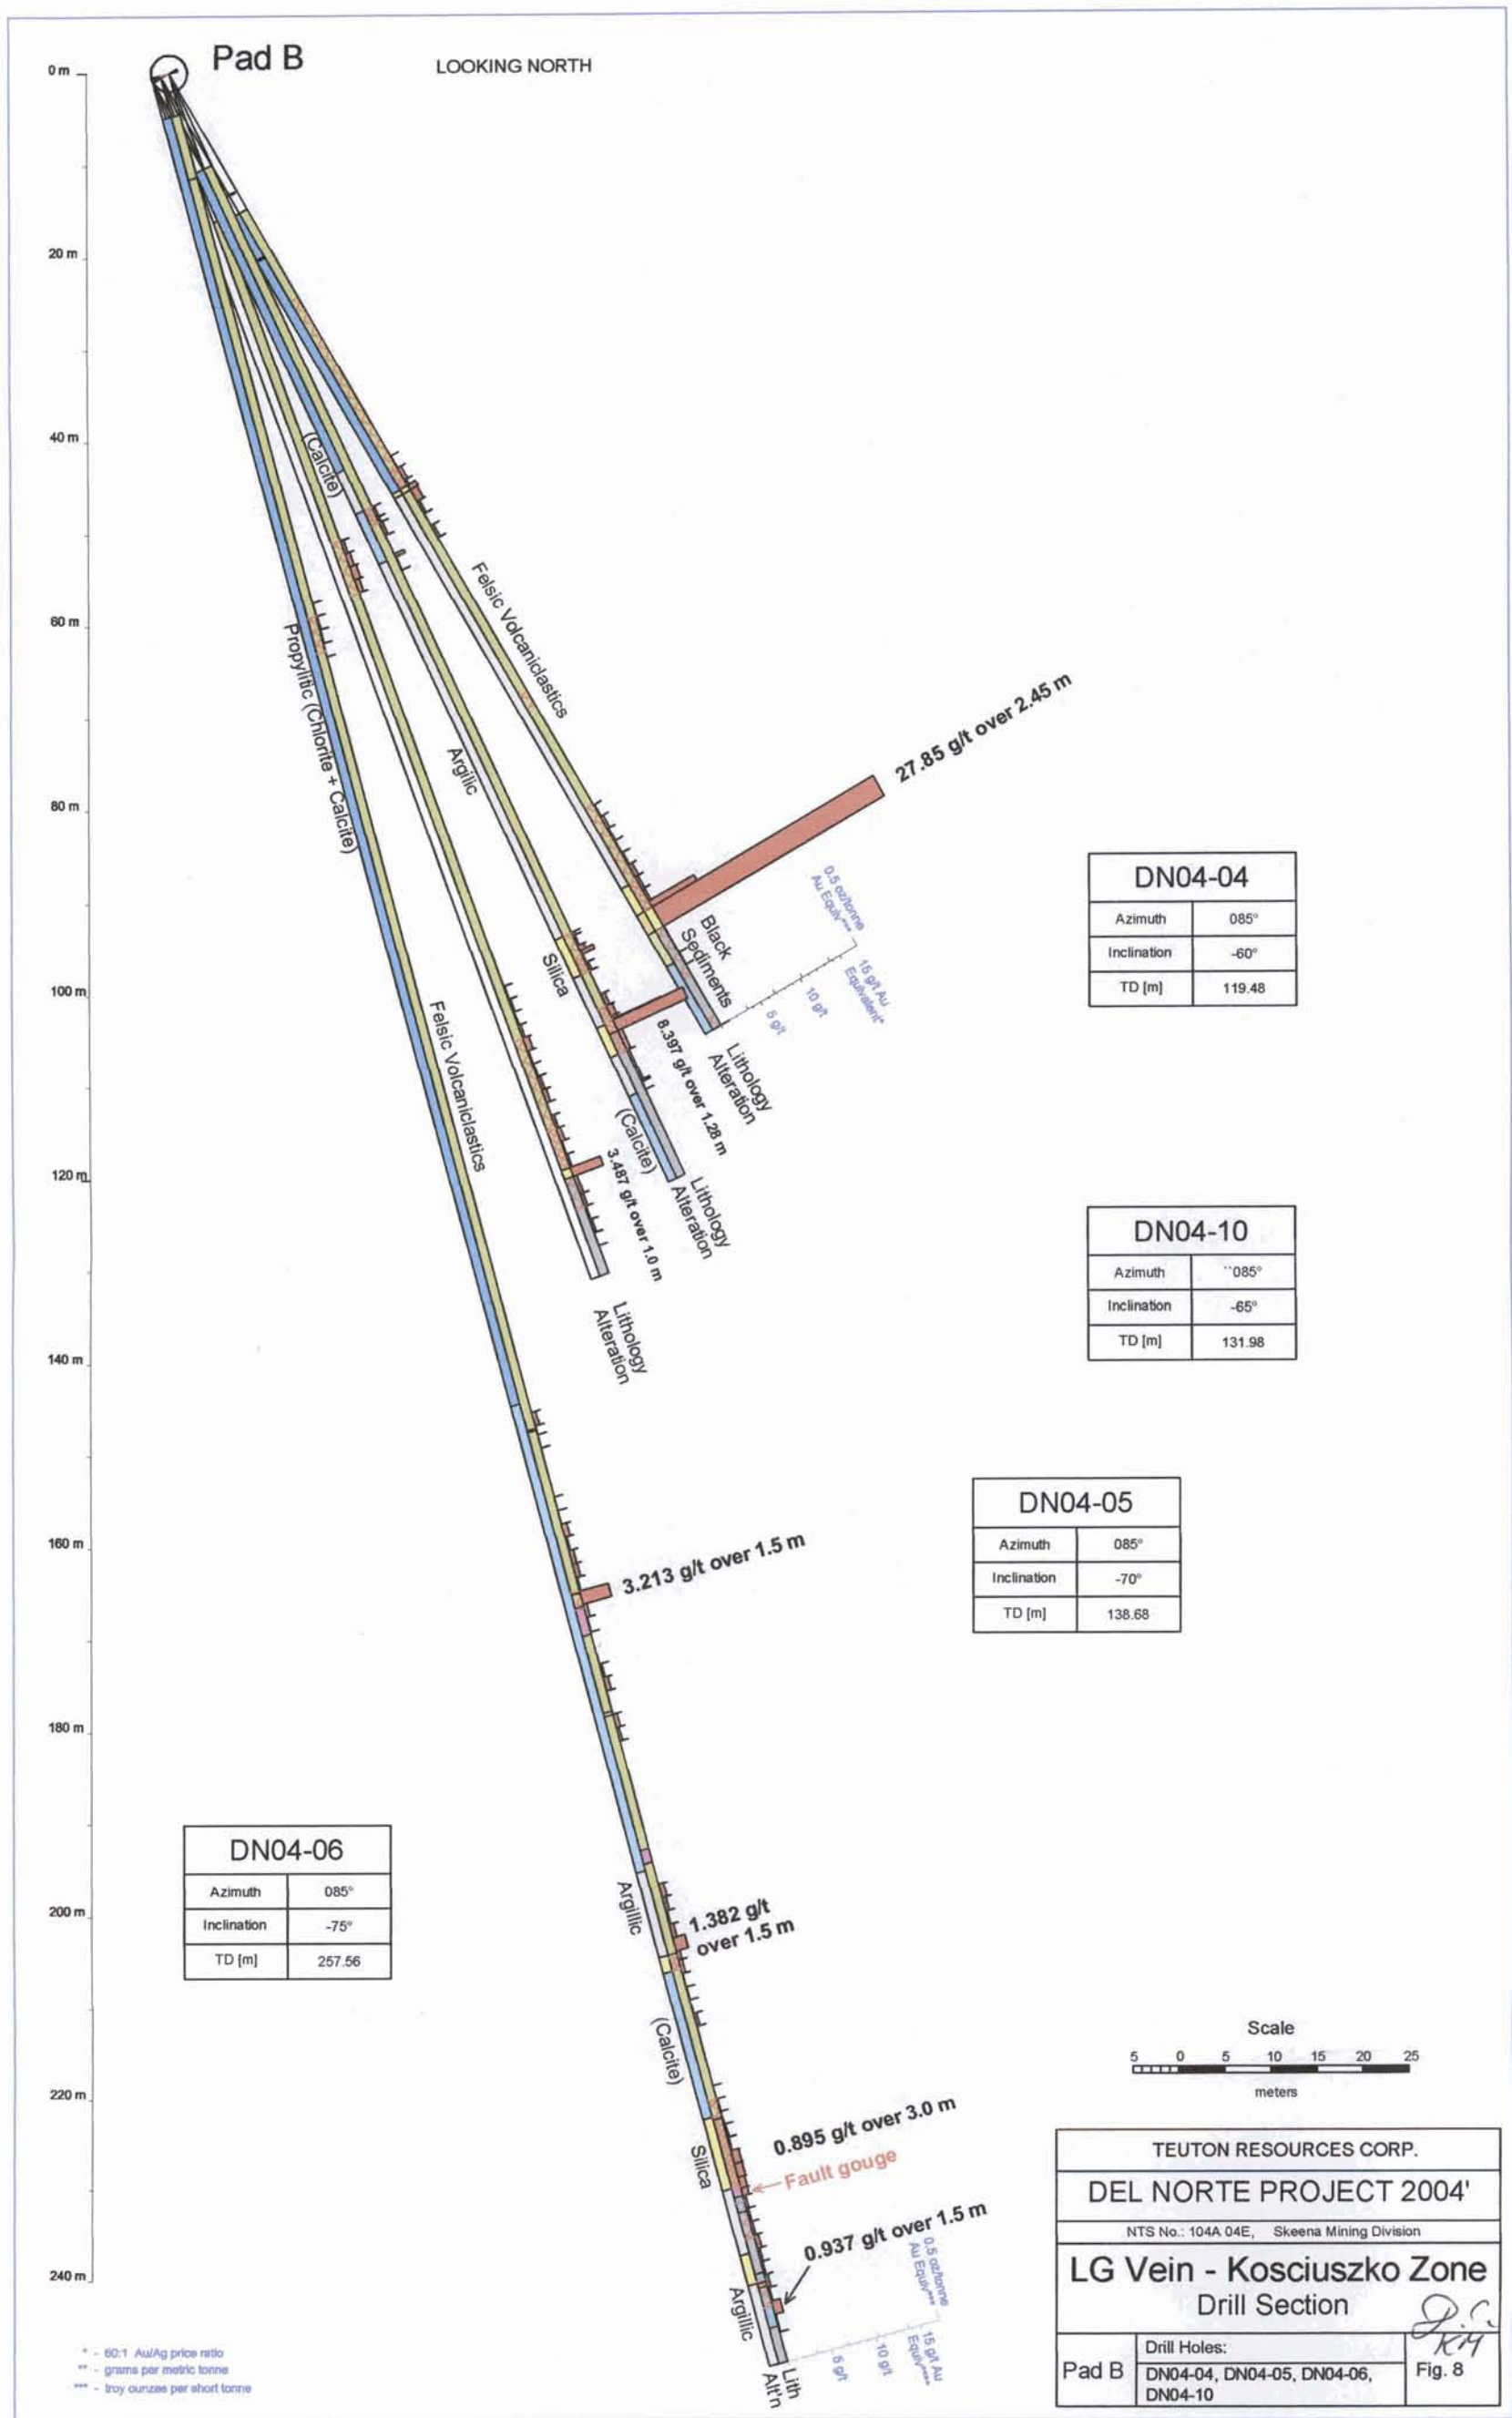 Pad B
LOOKING NORTH
0 m
20 m
40 m
60 m
80 m
100 m
120 m
140 m
160 m
180 m
200 m
220 m
240 m
(Calcite)
Propylitic (Chlorite + Calcite)
Felsic Volcaniclastics
Argillic
27.85 g/t over 2.45 m
0.5 oz/tonne
Au Equiv***
Black
Sediments
15 g/t Au
Equivalent*
10 g/t
5 g/t
Silica
8.397 g/t over 1.28 m
Lithology
Alteration
(Calcite)
Lithology
Alteration
3.487 g/t over 1.0 m
Lithology
Alteration
Felsic Volcaniclastics
DN04-04
Azimuth 085°
Inclination -60°
TD [m] 119.48
DN04-10
Azimuth ``085°
Inclination -65°
TD [m] 131.98
DN04-05
Azimuth 085°
Inclination -70°
TD [m] 138.68
3.213 g/t over 1.5 m
DN04-06
Azimuth 085°
Inclination -75°
TD [m] 257.56
Argillic
1.382 g/t
over 1.5 m
(Calcite)
Silica
0.895 g/t over 3.0 m
Fault gouge
0.937 g/t over 1.5 m
0.5 oz/tonne
Au Equiv***
Argillic
15 g/t Au
Equiv****
10 g/t
5 g/t
Lith
Alt'n
Scale
5 0 5 10 15 20 25
meters
* - 60:1 Au/Ag price ratio
** - grams per metric tonne
*** - troy ounzes per short tonne
TEUTON RESOURCES CORP.
DEL NORTE PROJECT 2004'
NTS No.: 104A 04E, Skeena Mining Division
LG Vein - Kosciuszko Zone
Drill Section
Pad B
Drill Holes:
DN04-04, DN04-05, DN04-06,
DN04-10
Fig. 8